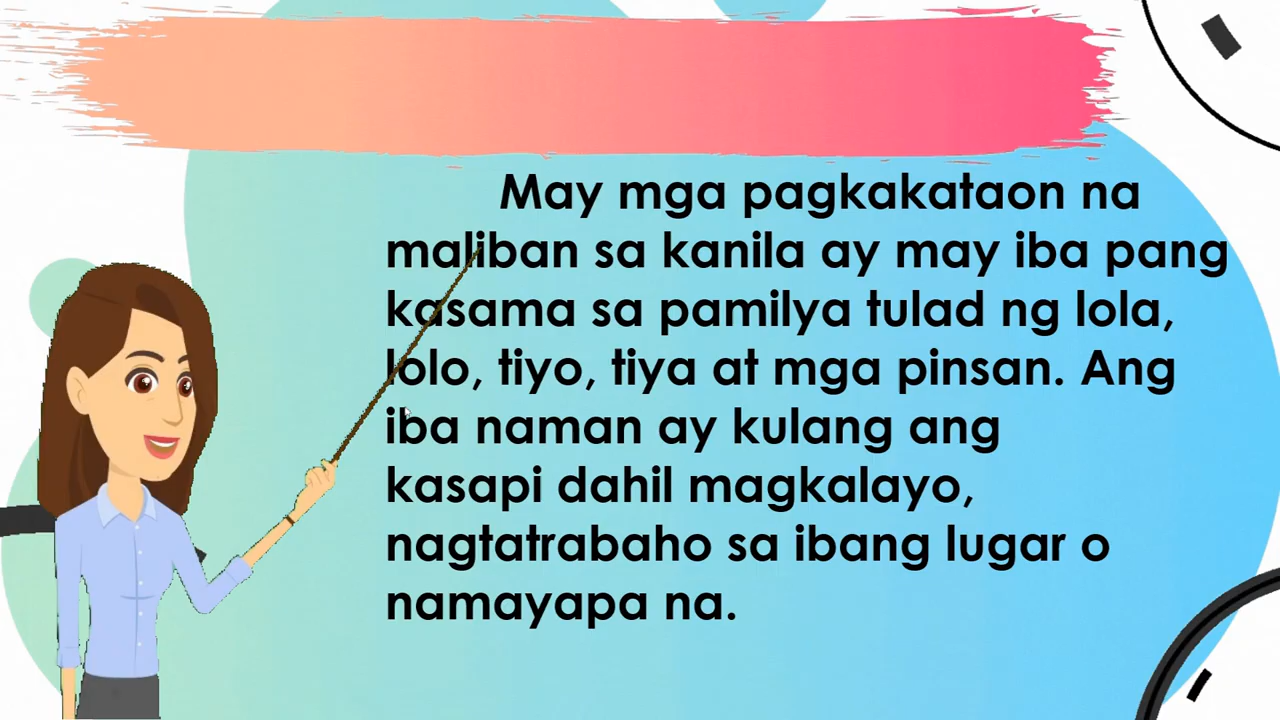 May mga pagkakataon na
maliban sa kanila ay may iba pang
kasama sa pamilya tulad ng lola,
lolo, tiyo, tiya at mga pinsan. Ang
iba naman ay kulang ang
kasapi dahil magkalayo,
nagtatrabaho sa ibang lugar o
namayapa na.